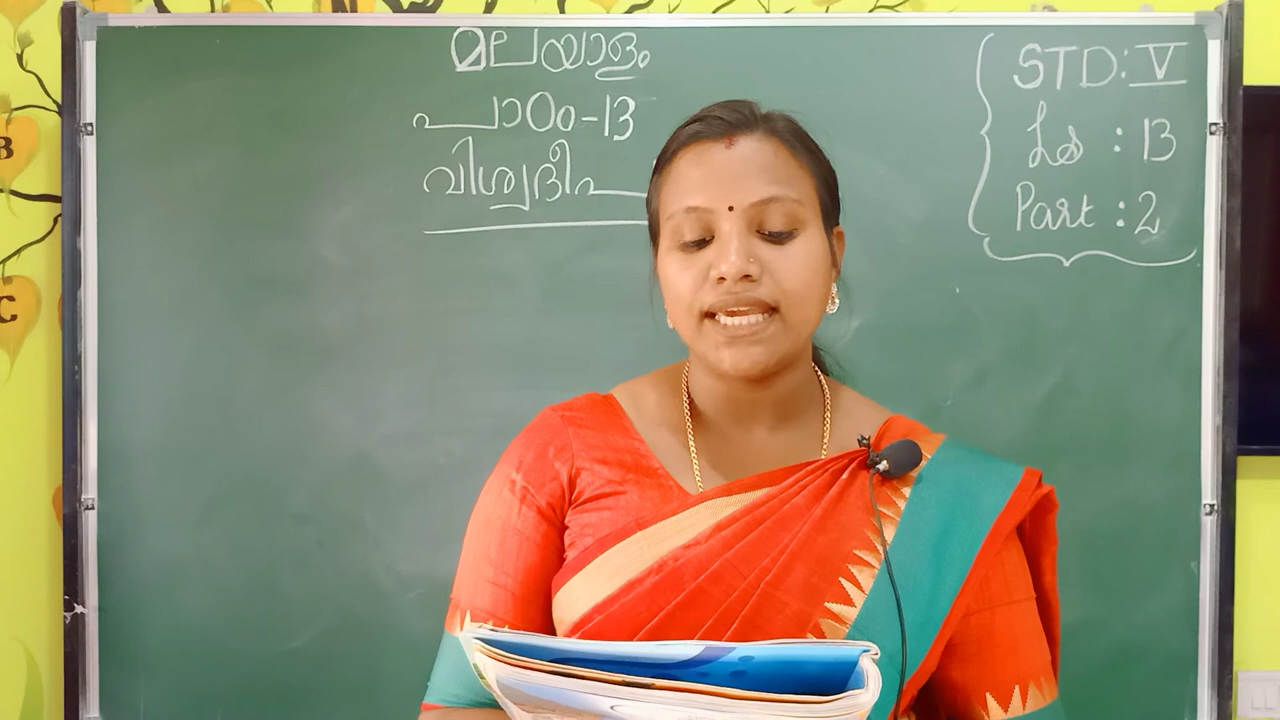 മലയാളം
പാഠം-13
വിശ്വദീപ
STD: V
Ls : 13
Part : 2
B
C